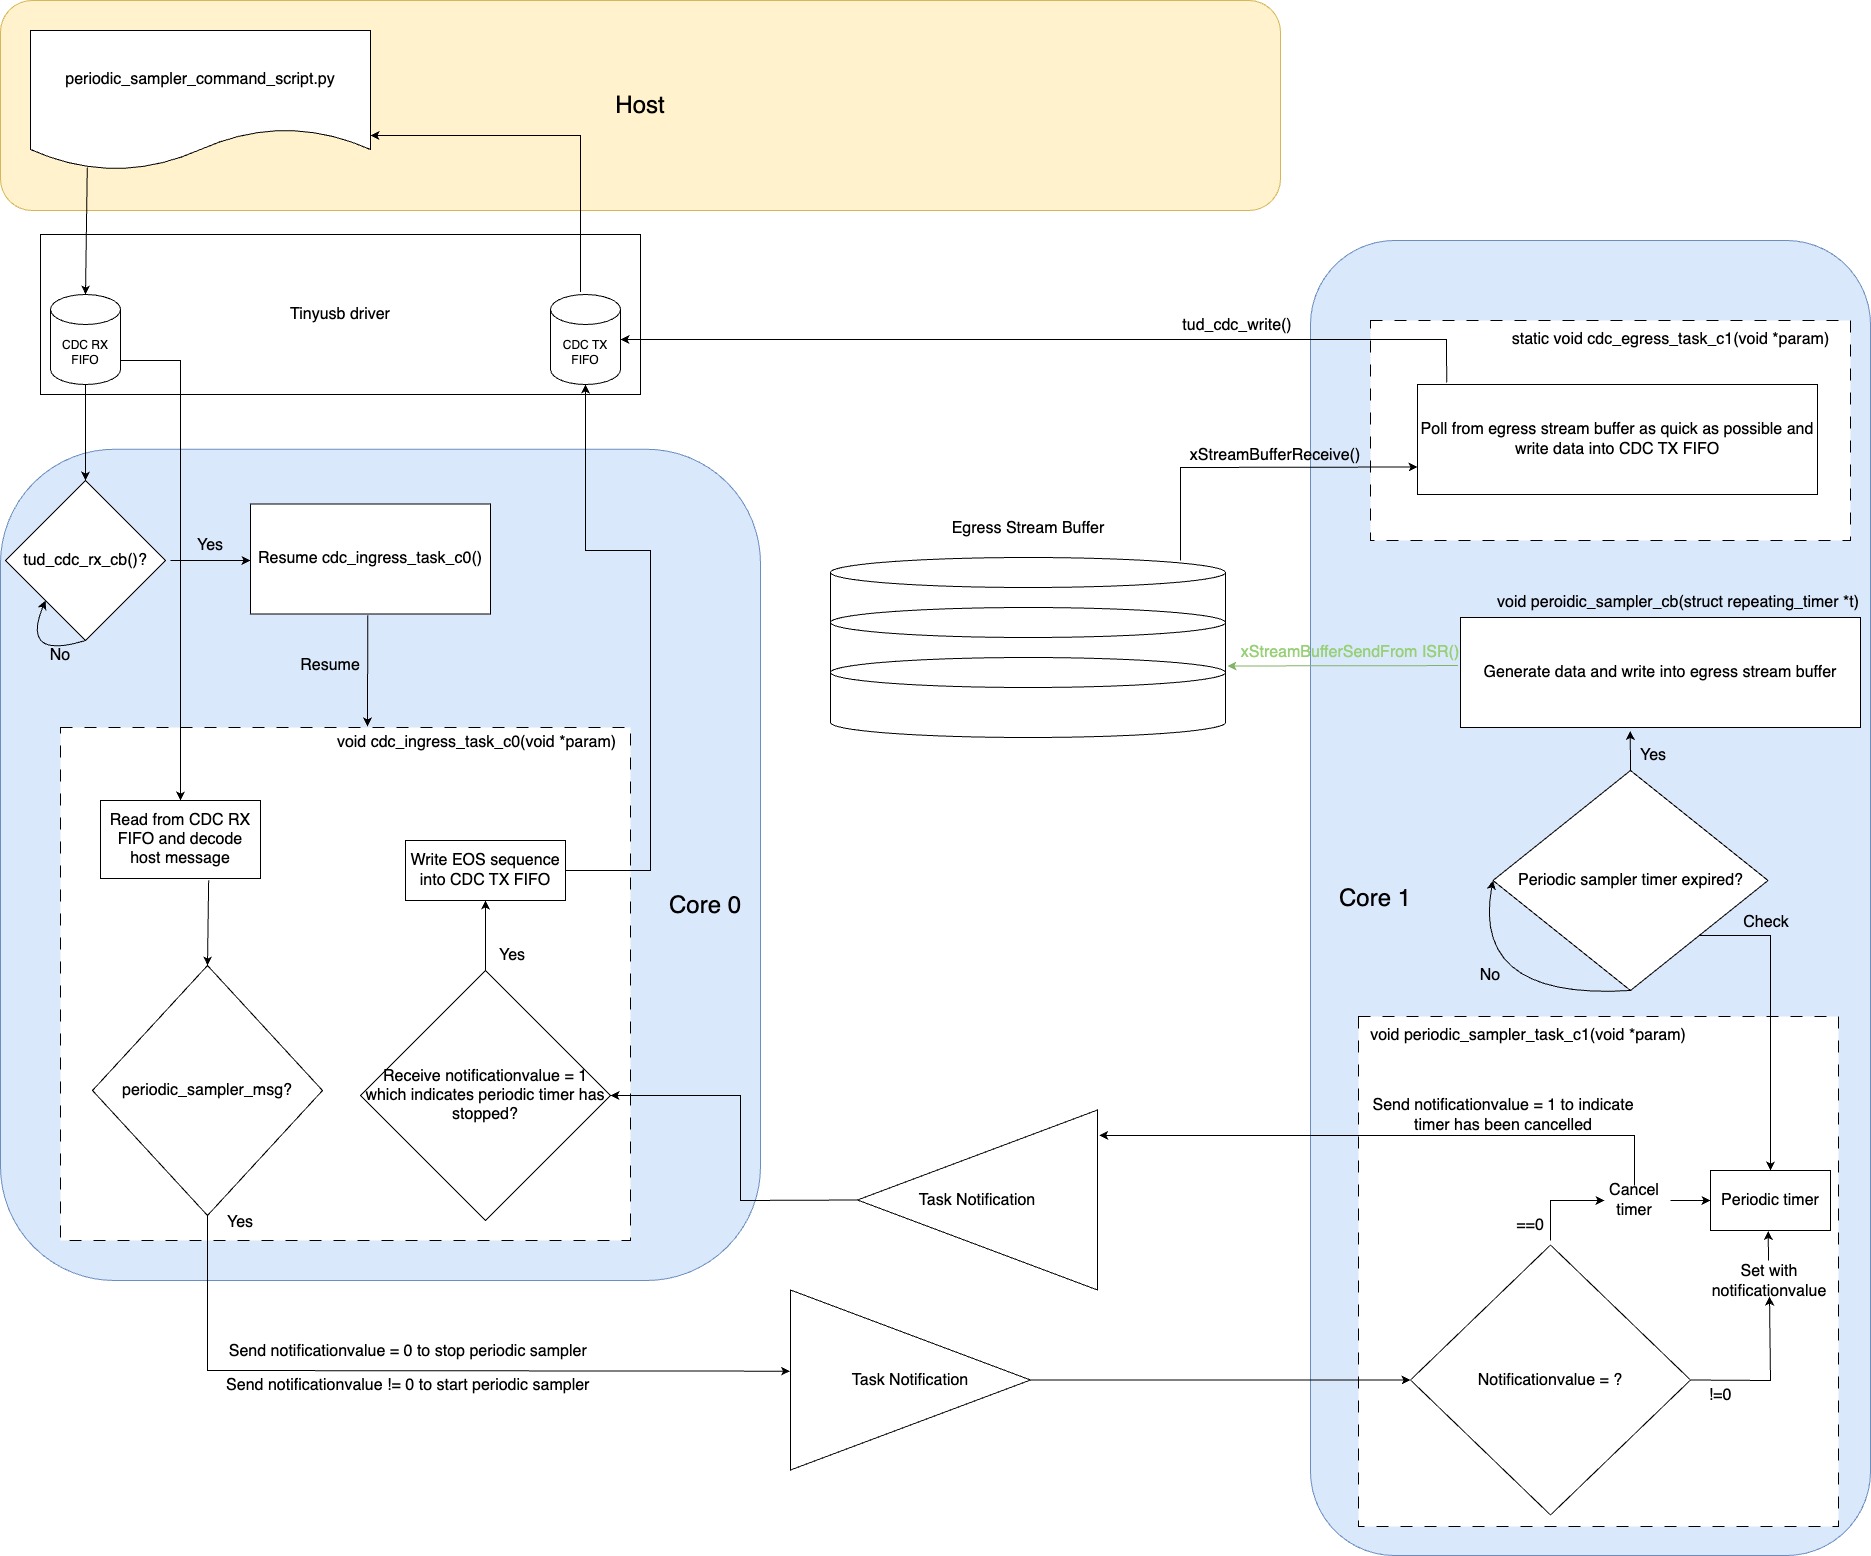 periodic_sampler_command_script.py
Host
Tinyusb driver
CDC RX
FIFO
CDC TX
FIFO
tud_cdc_write()
static void cdc_egress_task_c1(void *param)
Poll from egress stream buffer as quick as possible and
write data into CDC TX FIFO
xStreamBufferReceive()
Egress Stream Buffer
tud_cdc_rx_cb()?
Yes
No
Resume cdc_ingress_task_c0()
Resume
void peroidic_sampler_cb(struct repeating_timer *t)
xStreamBufferSendFrom ISR()
Generate data and write into egress stream buffer
Yes
void cdc_ingress_task_c0(void *param)
Read from CDC RX
FIFO and decode
host message
Write EOS sequence
into CDC TX FIFO
Core 0
Core 1
Periodic sampler timer expired?
Check
No
Yes
periodic_sampler_msg?
Receive notificationvalue = 1
which indicates periodic timer has
stopped?
void periodic_sampler_task_c1(void *param)
Send notificationvalue = 1 to indicate
timer has been cancelled
Task Notification
Cancel
timer
Periodic timer
==0
Yes
Set with
notificationvalue
Send notificationvalue = 0 to stop periodic sampler
Send notificationvalue != 0 to start periodic sampler
Task Notification
Notificationvalue = ?
!=0